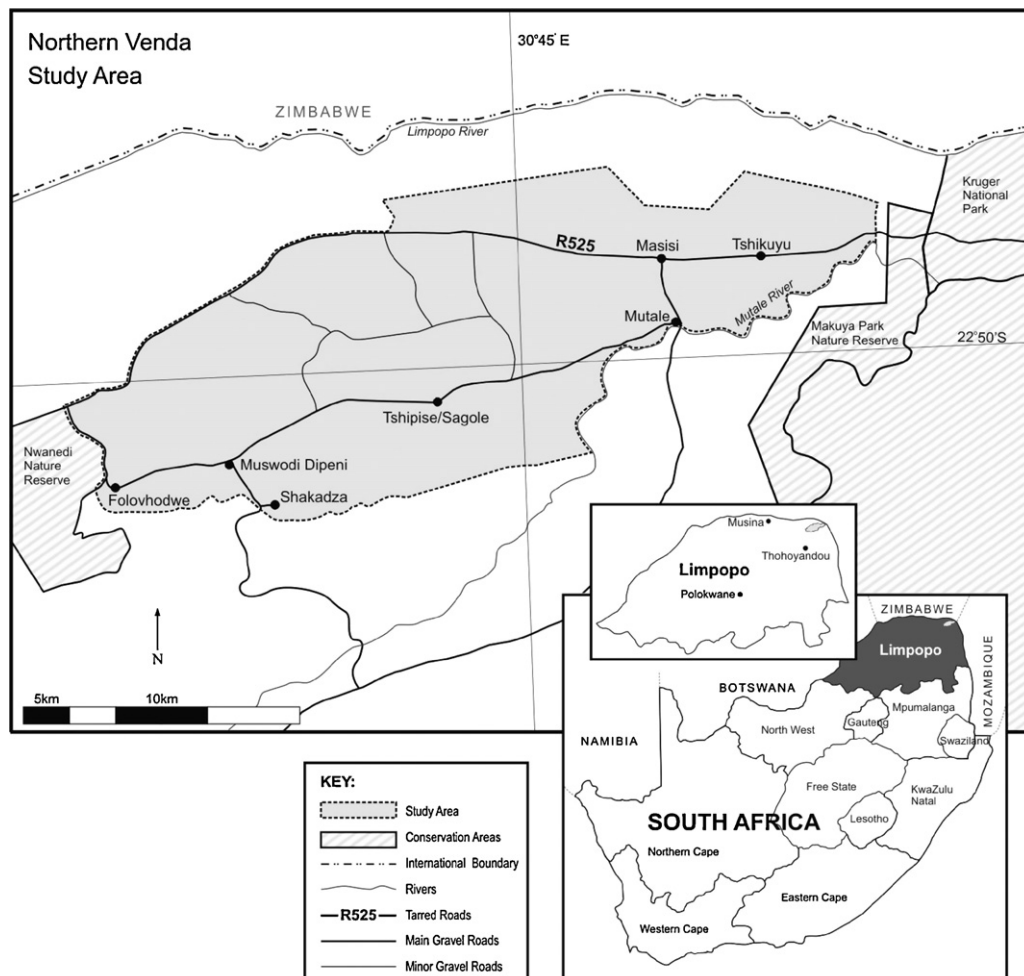 Northern Venda
Study Area
30°45' E
ZIMBABWE
Limpopo River
Kruger
National
Park
R525
Masisi
Tshikuyu
Mutale River
Mutale
Makuya Park
Nature Reserve
22°50'S
Tshipise/Sagole
Nwanedi
Nature
Reserve
Muswodi Dipeni
Folovhodwe
Shakadza
N
5km
10km
Musina
Thohoyandou
Limpopo
Polokwane
ZIMBABWE
Limpopo
MOZAMBIQUE
BOTSWANA
Mpumalanga
North West
Gauteng
Swaziland
NAMIBIA
Free State
KwaZulu
Natal
Lesotho
SOUTH AFRICA
Northern Cape
Eastern Cape
Western Cape
KEY:
Study Area
Conservation Areas
International Boundary
Rivers
R525 Tarred Roads
Main Gravel Roads
Minor Gravel Roads